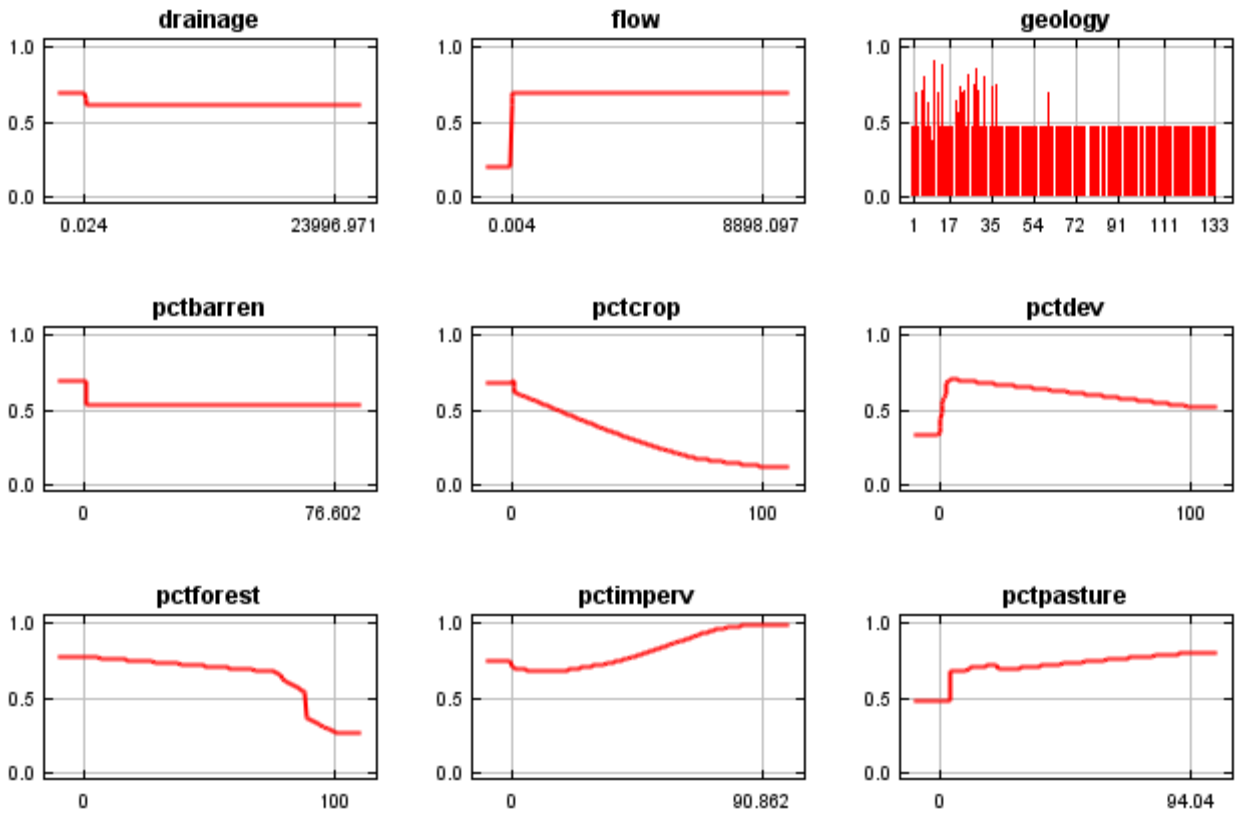 drainage flow geology
1.0 1.0 1.0
0.5 0.5 0.5
0.0 0.0 0.0
0.024 23996.971 0.004 8898.097 1 17 35 54 72 91 111 133
pctbarren pctcrop pctdev
1.0 1.0 1.0
0.5 0.5 0.5
0.0 0.0 0.0
0 76.602 0 100 0 100
pctforest pctimperv pctpasture
1.0 1.0 1.0
0.5 0.5 0.5
0.0 0.0 0.0
0 100 0 90.862 0 94.04